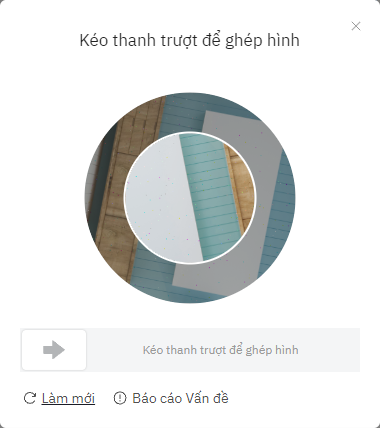 Kéo thanh trượt để ghép hình
Kéo thanh trượt để ghép hình
Làm mới
Báo cáo Vấn đề